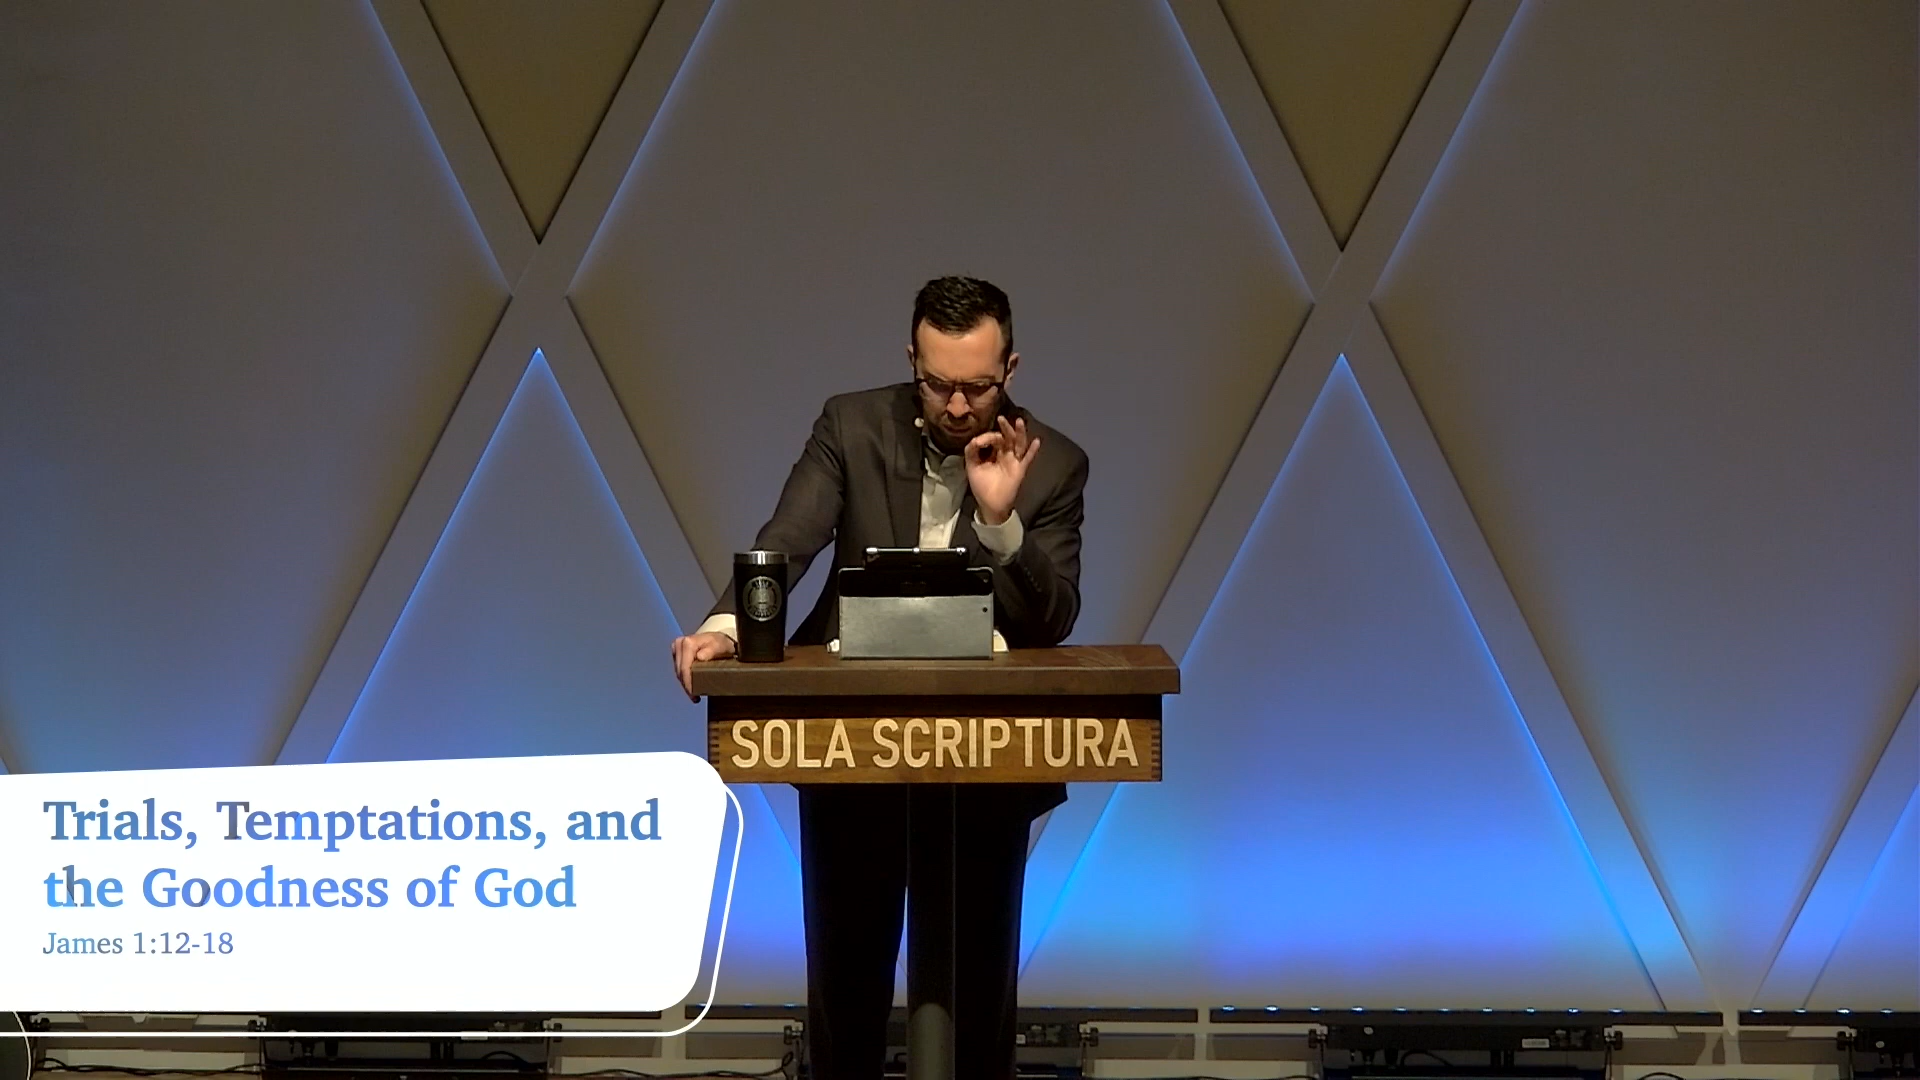 SOLA SCRIPTURA
Trials, Temptations, and
the Goodness of God
James 1:12-18